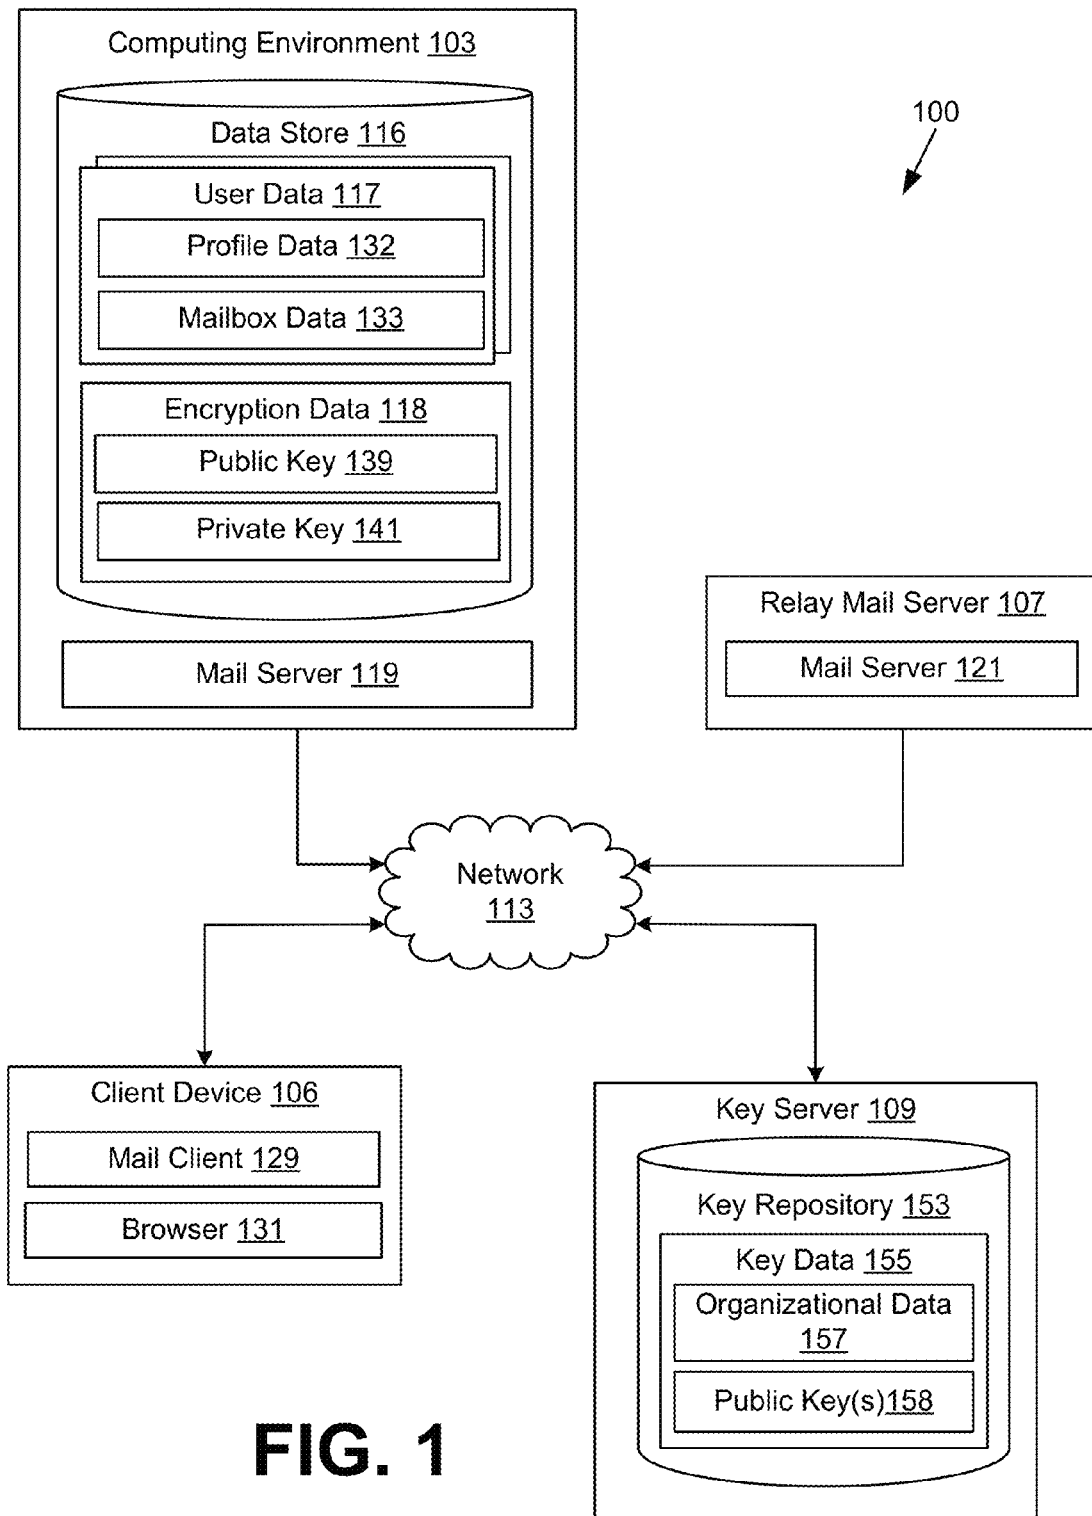 Computing Environment 103
Data Store 116
User Data 117
Profile Data 132
Mailbox Data 133
Encryption Data 118
Public Key 139
Private Key 141
Mail Server 119
100
Relay Mail Server 107
Mail Server 121
Network
113
Client Device 106
Mail Client 129
Browser 131
Key Server 109
Key Repository 153
Key Data 155
Organizational Data
157
Public Key(s)158
FIG. 1